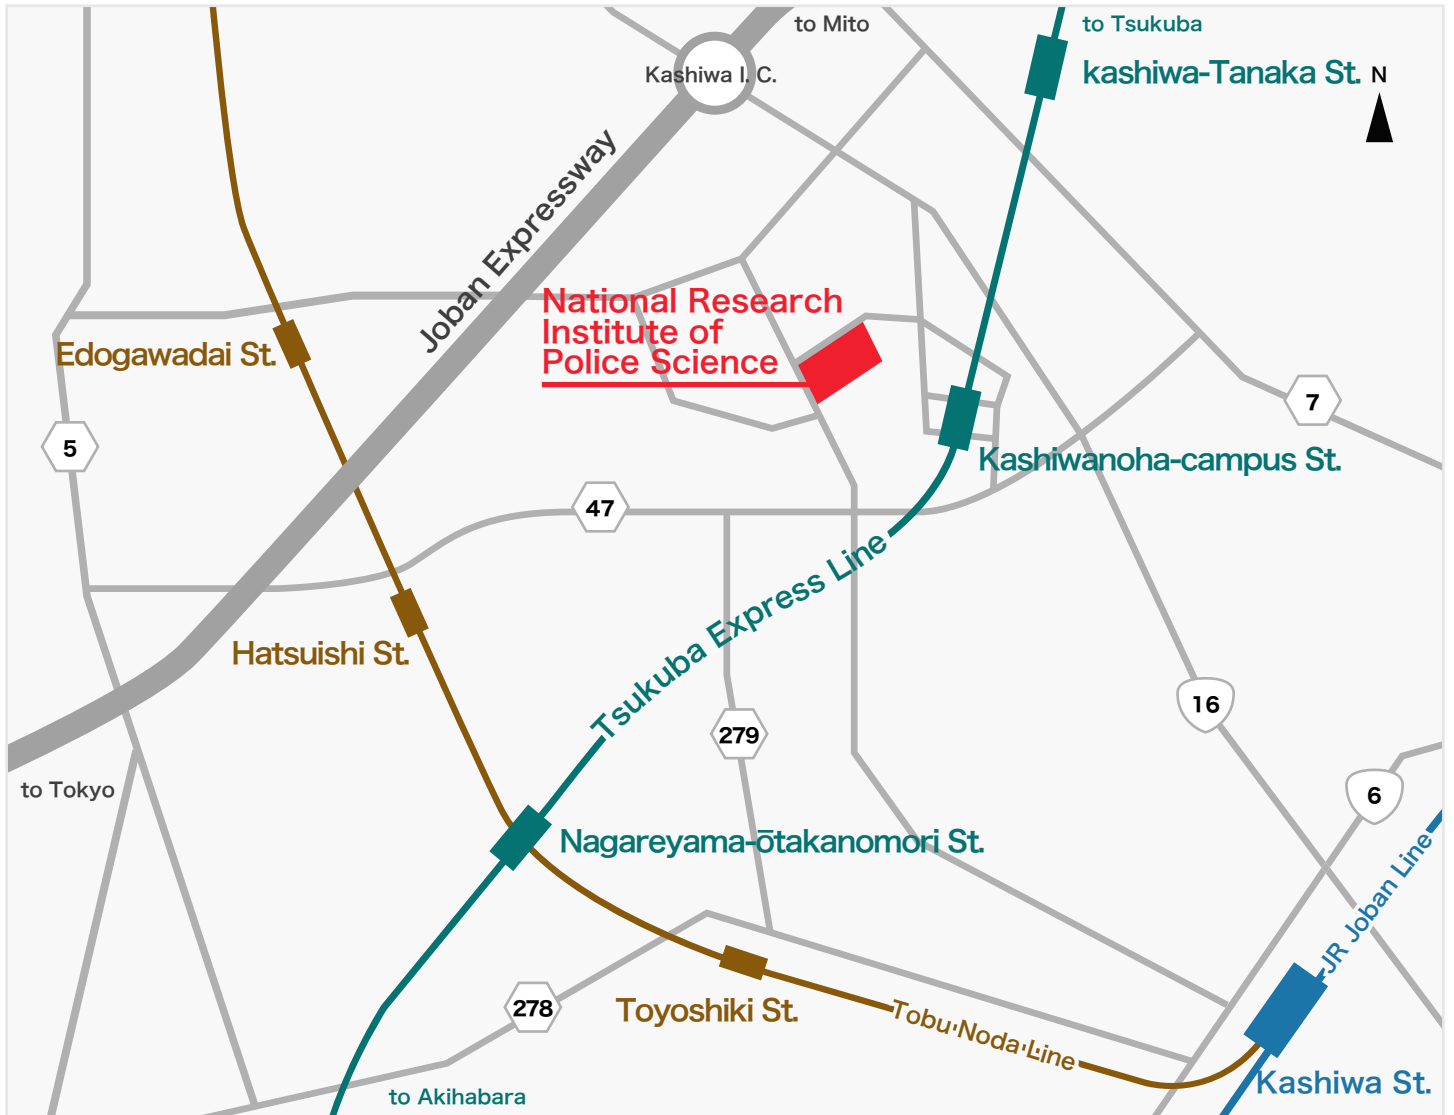 to Mito
to Tsukuba
Kashiwa I. C.
kashiwa-Tanaka St.
N
Joban Expressway
National Research
Institute of
Police Science
Edogawadai St.
7
5
Kashiwanoha-campus St.
47
Tsukuba Express Line
Hatsuishi St.
16
279
to Tokyo
6
Nagareyama-ōtakanomori St.
JR Joban Line
278
Toyoshiki St.
Tobu Noda Line
Kashiwa St.
to Akihabara